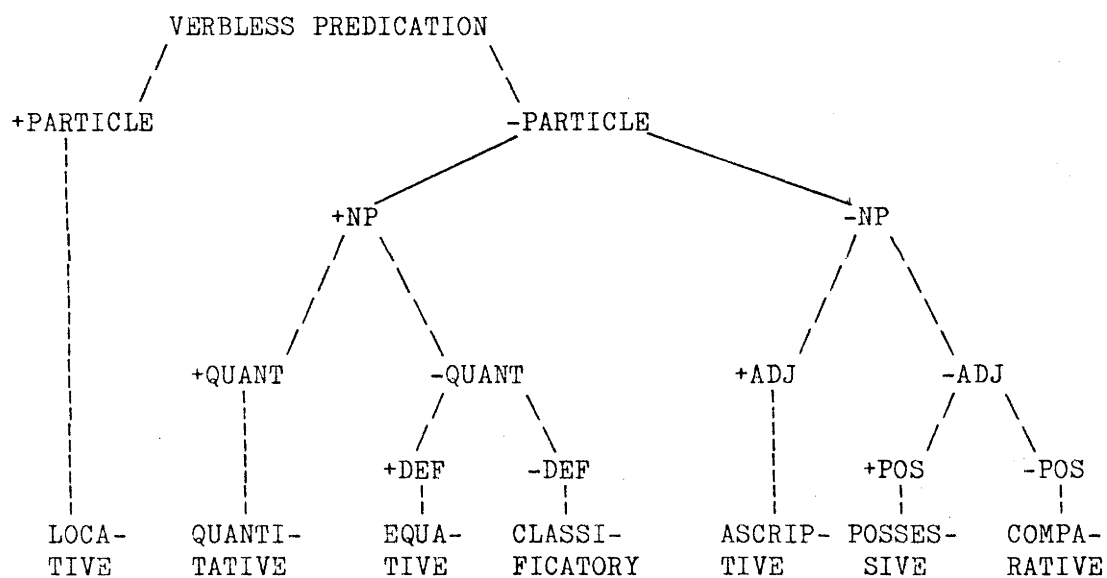 VERBLESS PREDICATION
+PARTICLE -PARTICLE
+NP -NP
+QUANT -QUANT +ADJ -ADJ
+DEF -DEF +POS -POS
LOCA- QUANTI- EQUA- CLASSI- ASCRIP- POSSES- COMPA-
TIVE TATIVE TIVE FICATORY TIVE SIVE RATIVE